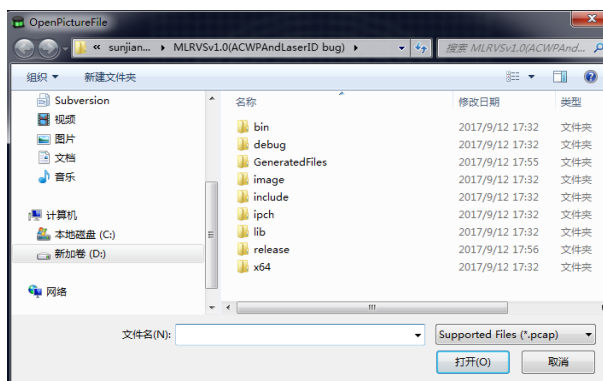 OpenPictureFile
« sunjian... ▸ MLRVSv1.0(ACWPAndLaserID bug) ▸
搜索 MLRVSv1.0(ACWPAnd...
组织 新建文件夹
Subversion
视频
图片
文档
音乐
计算机
本地磁盘 (C:)
新加卷 (D:)
网络
名称 修改日期 类型
bin 2017/9/12 17:32 文件夹
debug 2017/9/12 17:32 文件夹
GeneratedFiles 2017/9/12 17:55 文件夹
image 2017/9/12 17:32 文件夹
include 2017/9/12 17:32 文件夹
ipch 2017/9/12 17:32 文件夹
lib 2017/9/12 17:32 文件夹
release 2017/9/12 17:56 文件夹
x64 2017/9/12 17:32 文件夹
文件名(N):
Supported Files (*.pcap)
打开(O) 取消